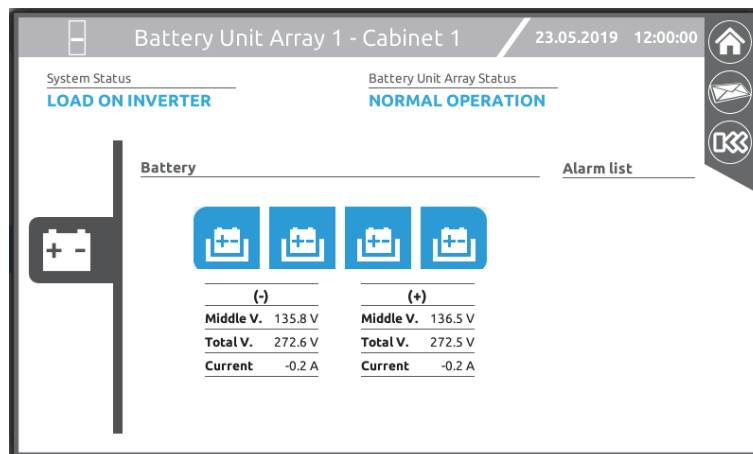 Battery Unit Array 1 - Cabinet 1
23.05.2019 12:00:00
System Status
LOAD ON INVERTER
Battery Unit Array Status
NORMAL OPERATION
Battery
Alarm list
(-)
Middle V. 135.8 V
Total V. 272.6 V
Current -0.2 A
(+)
Middle V. 136.5 V
Total V. 272.5 V
Current -0.2 A